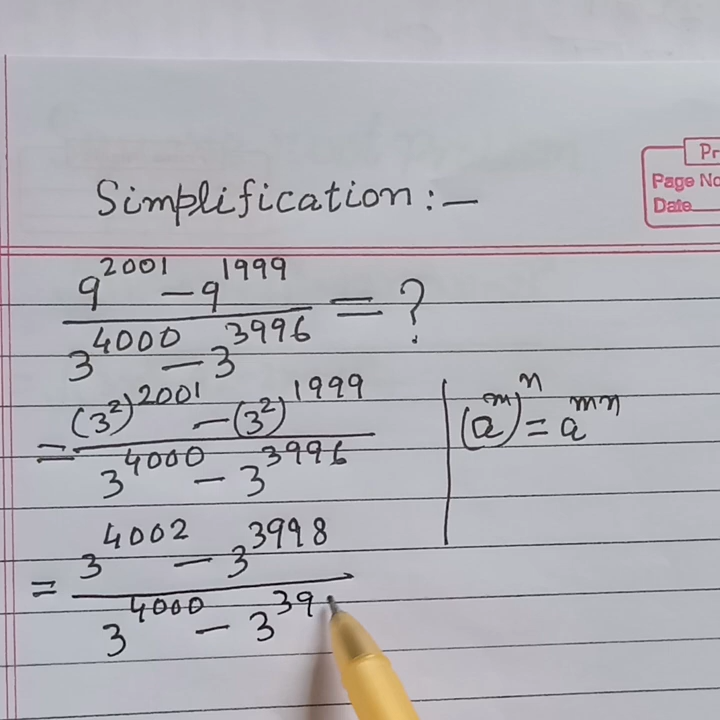 Pr
Page No
Date
Simplification :-
9^2001 - 9^1999 / 3^4000 - 3^3996 = ?
= (3^2)^2001 - (3^2)^1999 / 3^4000 - 3^3996
(a^m)^n = a^mn
= 3^4002 - 3^3998 / 3^4000 - 3^39